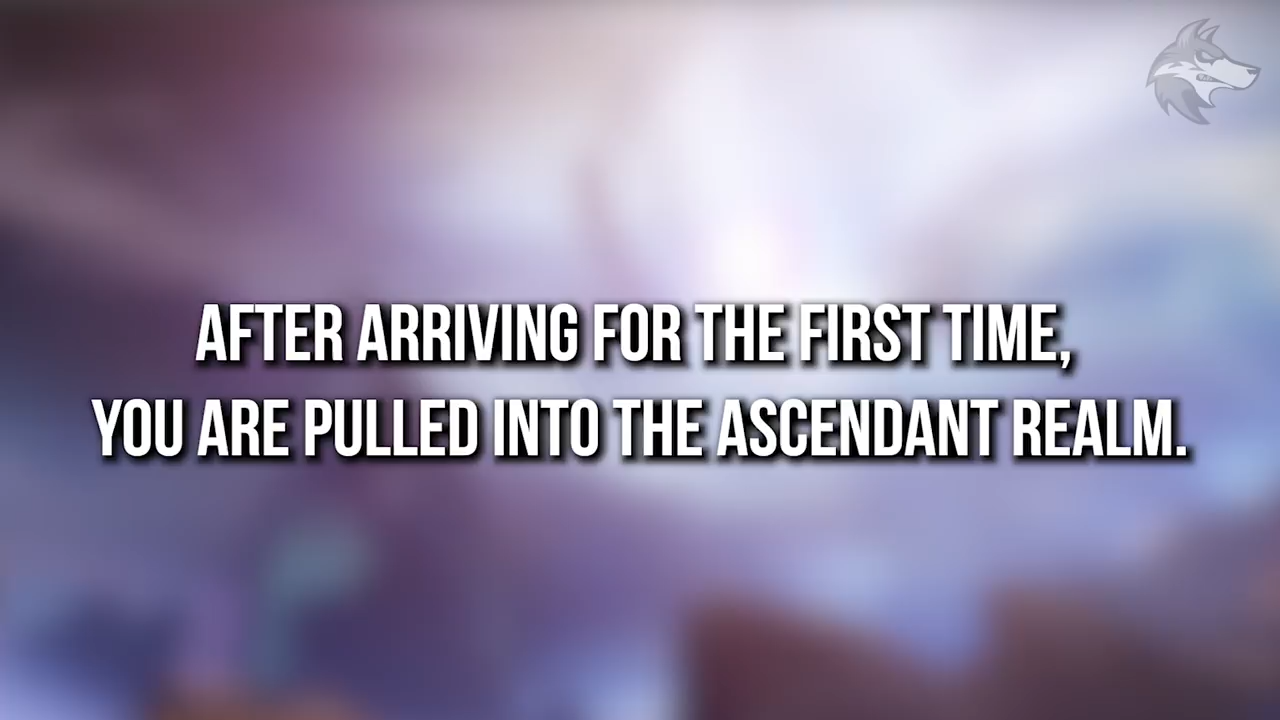 AFTER ARRIVING FOR THE FIRST TIME,
YOU ARE PULLED INTO THE ASCENDANT REALM.